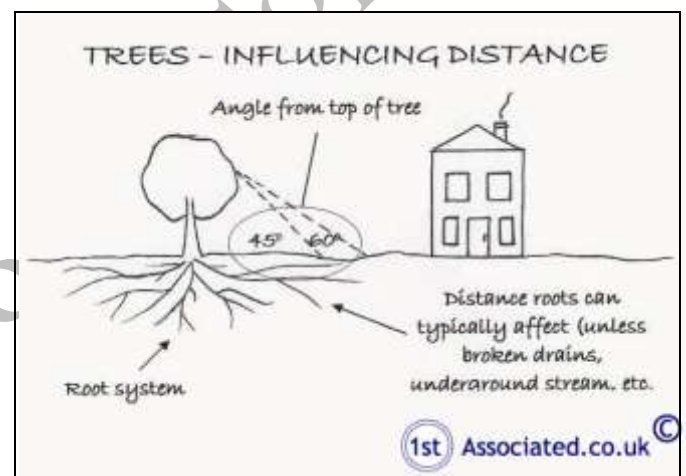 TREES – INFLUENCING DISTANCE
Angle from top of tree
45° 60°
Distance roots can
typically affect (unless
broken drains,
underground stream, etc.
Root system
1st Associated.co.uk ©